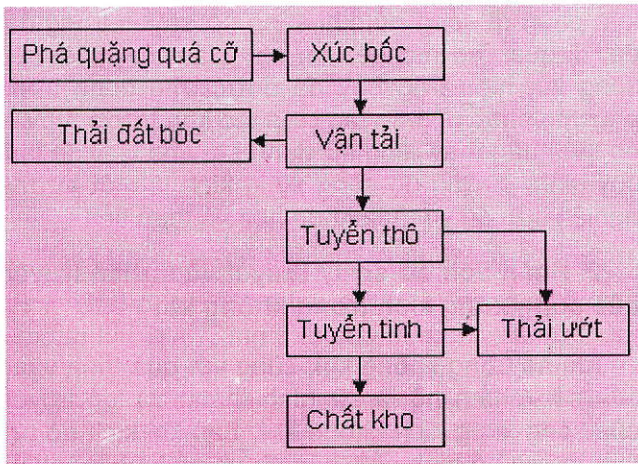 Phá quặng quá cỡ
Xúc bốc
Thải đất bóc
Vận tải
Tuyển thô
Tuyển tinh
Thải ướt
Chất kho